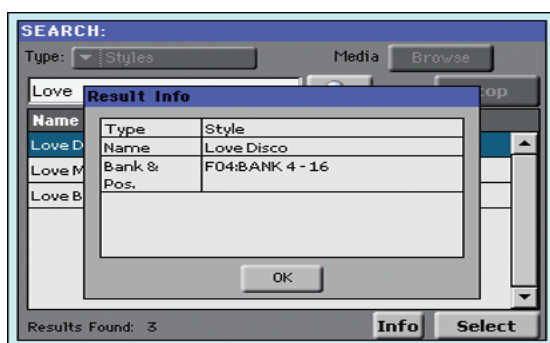 SEARCH:
Type: Styles Media Browse
Love
Result Info
Name
Type Style
Love D
Name Love Disco
Love M
Bank & F04:BANK 4 - 16
Pos.
Love B
OK
Results Found: 3 Info Select